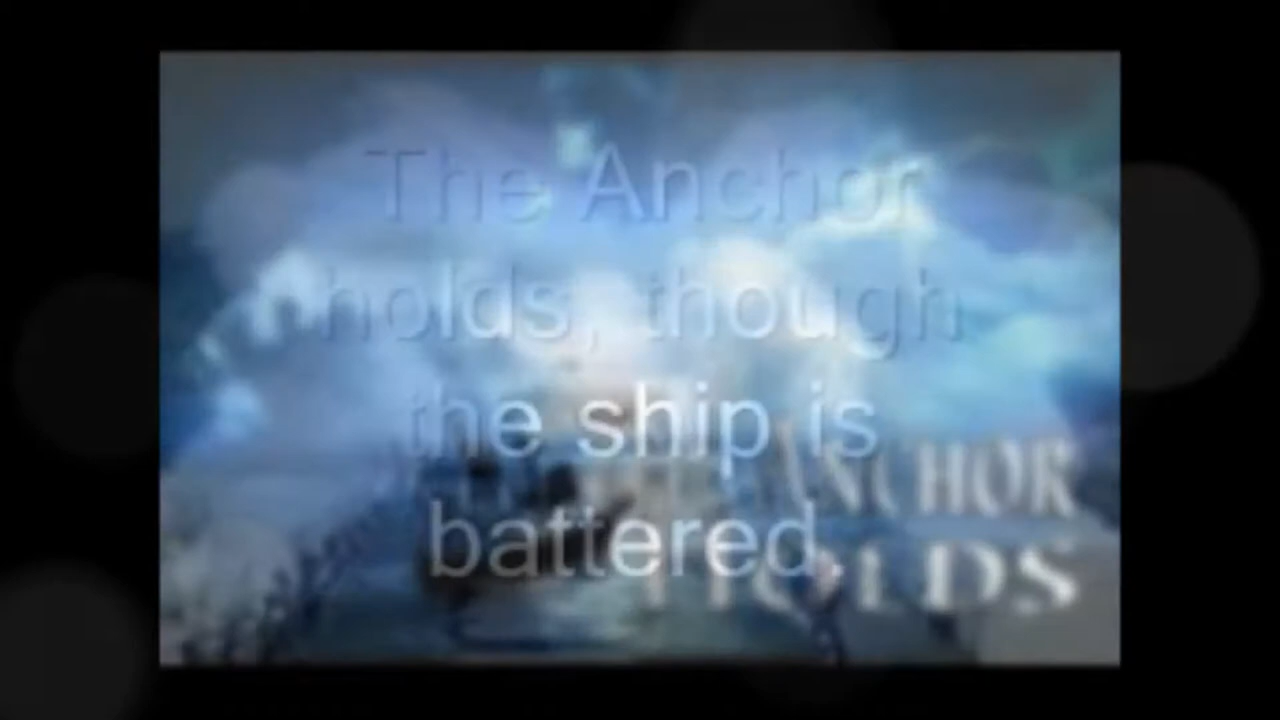 The Anchor
holds, though
the ship is
battered.
ANCHOR
HOLDS